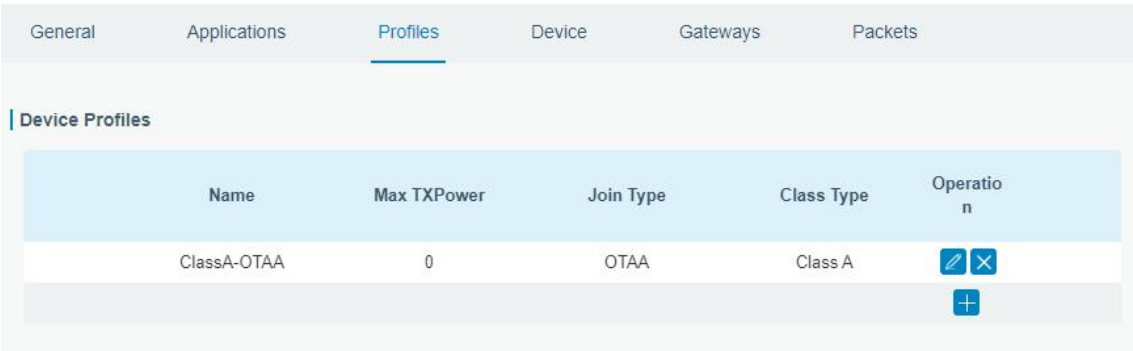 General Applications Profiles Device Gateways Packets
Device Profiles
Name Max TXPower Join Type Class Type Operatio
n
ClassA-OTAA 0 OTAA Class A